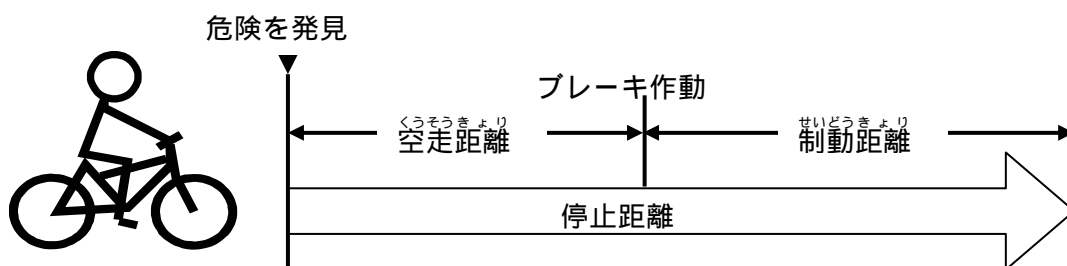 危険を発見
ブレーキ作動
くうそうきょり
空走距離
せいどうきょり
制動距離
停止距離